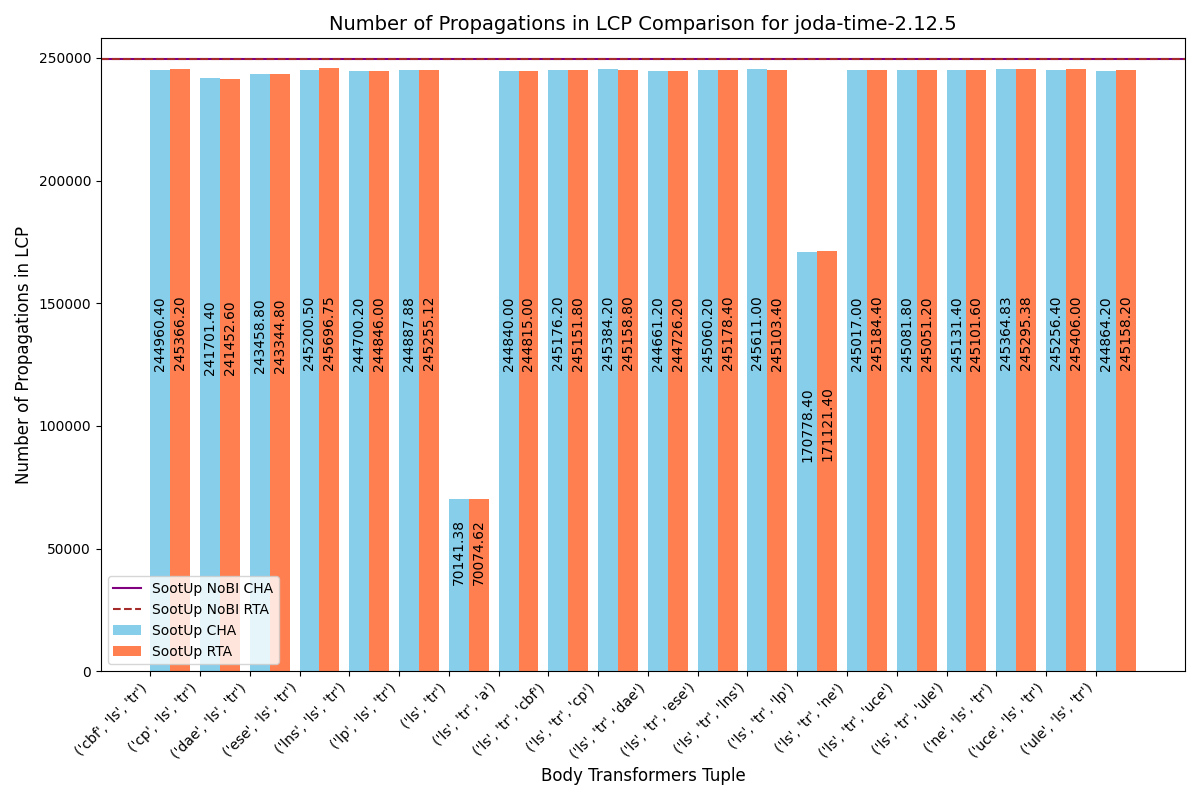 Number of Propagations in LCP Comparison for joda-time-2.12.5
Number of Propagations in LCP
250000
200000
150000
100000
50000
0
244960.40
245366.20
241701.40
241452.60
243458.80
243344.80
245200.50
245696.75
244700.20
244846.00
244887.88
245255.12
70141.38
70074.62
244840.00
244815.00
245176.20
245151.80
245384.20
245158.80
244661.20
244726.20
245060.20
245178.40
245611.00
245103.40
170778.40
171121.40
245017.00
245184.40
245081.80
245051.20
245131.40
245101.60
245364.83
245295.38
245256.40
245406.00
244864.20
245158.20
SootUp NoBI CHA
SootUp NoBI RTA
SootUp CHA
SootUp RTA
('cbf', 'ls', 'tr')
('cp', 'ls', 'tr')
('dae', 'ls', 'tr')
('ese', 'ls', 'tr')
('lns', 'ls', 'tr')
('lp', 'ls', 'tr')
('ls', 'tr')
('ls', 'tr', 'a')
('ls', 'tr', 'cbf')
('ls', 'tr', 'cp')
('ls', 'tr', 'dae')
('ls', 'tr', 'ese')
('ls', 'tr', 'lns')
('ls', 'tr', 'lp')
('ls', 'tr', 'ne')
('ls', 'tr', 'uce')
('ls', 'tr', 'ule')
('ne', 'ls', 'tr')
('uce', 'ls', 'tr')
('ule', 'ls', 'tr')
Body Transformers Tuple